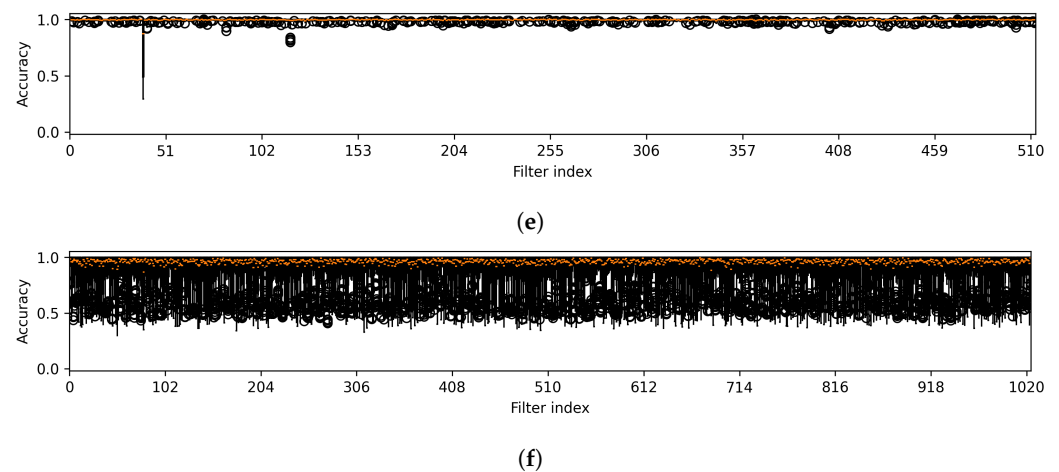 1.0
0.5
0.0
Accuracy
0 51 102 153 204 255 306 357 408 459 510
Filter index
(e)
1.0
0.5
0.0
Accuracy
0 102 204 306 408 510 612 714 816 918 1020
Filter index
(f)